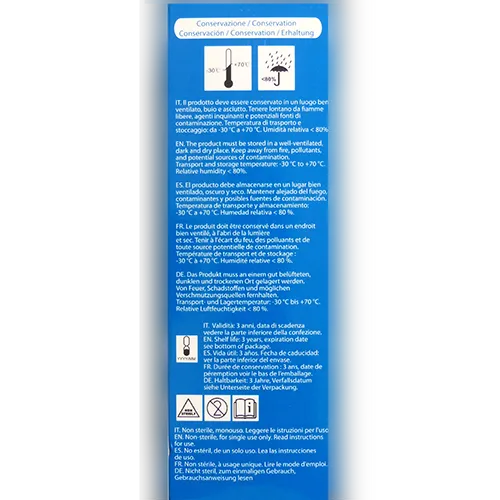 Conservazione / Conservation
Conservación / Conservation / Erhaltung
-30°C +70°C
<80%
IT. Il prodotto deve essere conservato in un luogo ben
ventilato, buio e asciutto. Tenere lontano da fiamme
libere, agenti inquinanti e potenziali fonti di
contaminazione. Temperatura di trasporto e
stoccaggio: da -30 °C a +70 °C. Umidità relativa < 80%.
EN. The product must be stored in a well-ventilated,
dark and dry place. Keep away from fire, pollutants,
and potential sources of contamination.
Transport and storage temperature: -30 °C to +70 °C.
Relative humidity < 80%.
ES. El producto debe almacenarse en un lugar bien
ventilado, oscuro y seco. Mantener alejado del fuego,
contaminantes y posibles fuentes de contaminación.
Temperatura de transporte y almacenamiento:
-30 °C a +70 °C. Humedad relativa < 80 %.
FR. Le produit doit être conservé dans un endroit
bien ventilé, à l'abri de la lumière
et sec. Tenir à l'écart du feu, des polluants et de
toute source potentielle de contamination.
Température de transport et de stockage :
-30 °C à +70 °C. Humidité relative < 80 %.
DE. Das Produkt muss an einem gut belüfteten,
dunklen und trockenen Ort gelagert werden.
Von Feuer, Schadstoffen und möglichen
Verschmutzungsquellen fernhalten.
Transport- und Lagertemperatur: -30 °C bis +70 °C.
Relative Luftfeuchtigkeit < 80 %.
IT. Validità: 3 anni, data di scadenza
vedere la parte inferiore della confezione.
EN. Shelf life: 3 years, expiration date
see bottom of package.
ES. Vida útil: 3 años. Fecha de caducidad:
ver la parte inferior del envase.
FR. Durée de conservation : 3 ans, date de
péremption voir le bas de l'emballage.
DE. Haltbarkeit: 3 Jahre, Verfallsdatum
siehe Unterseite der Verpackung.
NON
STERILE
2
i
IT. Non sterile, monouso. Leggere le istruzioni per l'uso.
EN. Non-sterile, for single use only. Read instructions
for use.
ES. No estéril, de un solo uso. Lea las instrucciones.
FR. Non stérile, à usage unique. Lire le mode d'emploi.
DE. Nicht steril, zum einmaligen Gebrauch,
Gebrauchsanweisung lesen